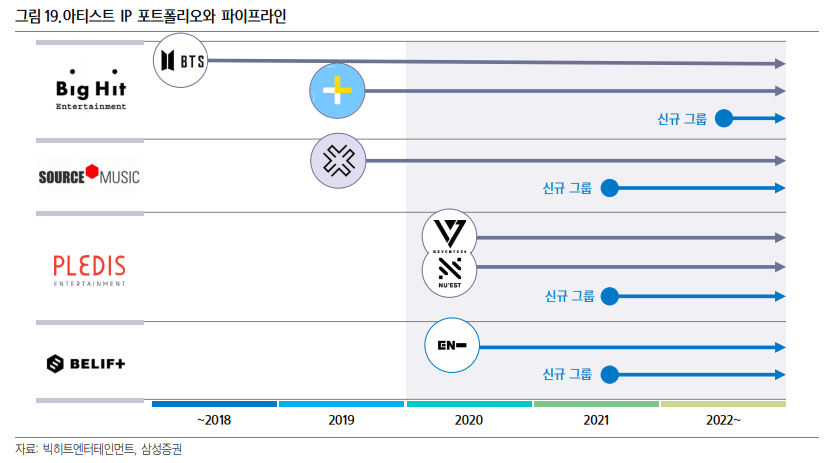 그림 19. 아티스트 IP 포트폴리오와 파이프라인
BTS
Big Hit
Entertainment
신규 그룹
SOURCE MUSIC
신규 그룹
SEVENTEEN
PLEDIS
ENTERTAINMENT
NU'EST
신규 그룹
EN-
BELIF+
신규 그룹
~2018
2019
2020
2021
2022~
자료: 빅히트엔터테인먼트, 삼성증권